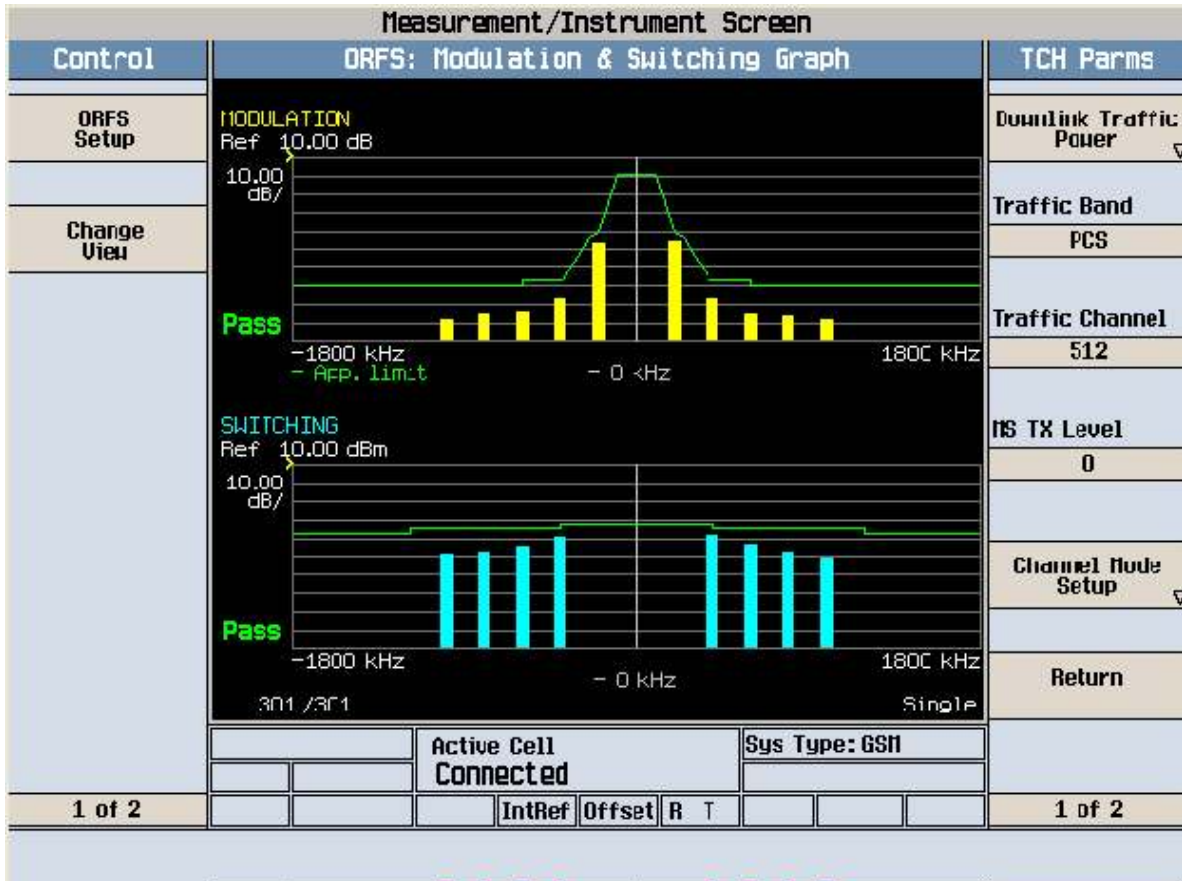 Measurement/Instrument Screen
Control
ORFS: Modulation & Switching Graph
TCH Parms
ORFS
Setup
Change
View
1 of 2
MODULATION
Ref 10.00 dB
10.00
dB/
Pass
-1800 kHz
1800 kHz
- App. limit
- 0 kHz
SWITCHING
Ref 10.00 dBm
10.00
dB/
Pass
-1800 kHz
1800 kHz
- 0 kHz
301/301
Single
Active Cell
Connected
Sys Type: GSM
IntRef
Offset
R T
Downlink Traffic
Power
Traffic Band
PCS
Traffic Channel
512
MS TX Level
0
Channel Mode
Setup
Return
1 of 2